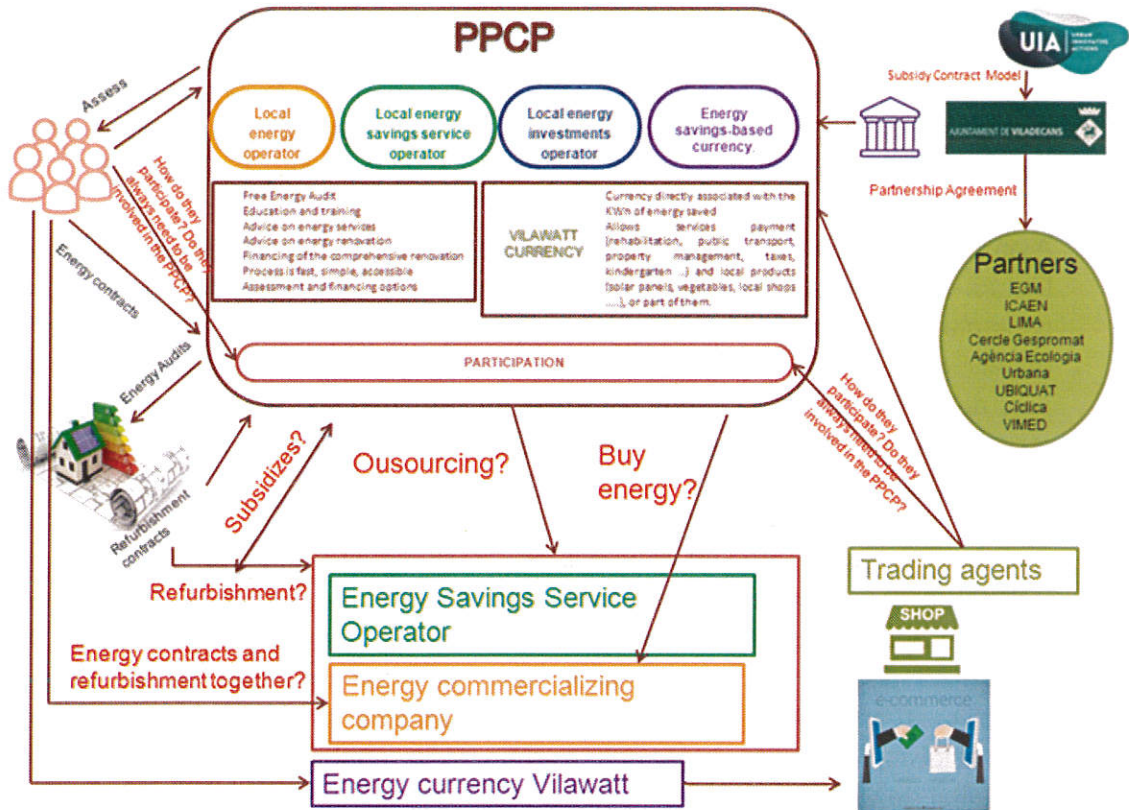 PPCP
UIA
URBAN
INNOVATIVE
ACTIONS
Subsidy Contract Model
AJUNTAMENT DE VILADECANS
Partnership Agreement
Partners
EGM
ICAEN
LIMA
Cercle Gespromat
Agència Ecologia
Urbana
UBIQUAT
Cíclica
VIMED
Assess
Local
energy
operator
Local energy
savings service
operator
Local energy
investments
operator
Energy
savings-based
currency.
Free Energy Audit
Education and training
Advice on energy services
Advice on energy renovation
Financing of the comprehensive renovation
Process is fast, simple, accessible
Assessment and financing options
VILAWATT
CURRENCY
Currency directly associated with the
KWh of energy saved
Allows services payment
(rehabilitation, public transport,
property management, taxes,
kindergarten ...) and local products
(solar panels, vegetables, local shops
....), or part of them.
PARTICIPATION
How do they
participate? Do they
always need to be
involved in the PPCP?
Energy contracts
Energy Audits
Refurbishment
contracts
Subsidizes?
Ousourcing?
Buy
energy?
How do they
participate? Do they
always need to be
involved in the PPCP?
Refurbishment?
Energy contracts and
refurbishment together?
Energy Savings Service
Operator
Energy commercializing
company
Energy currency Vilawatt
Trading agents
SHOP
e-commerce